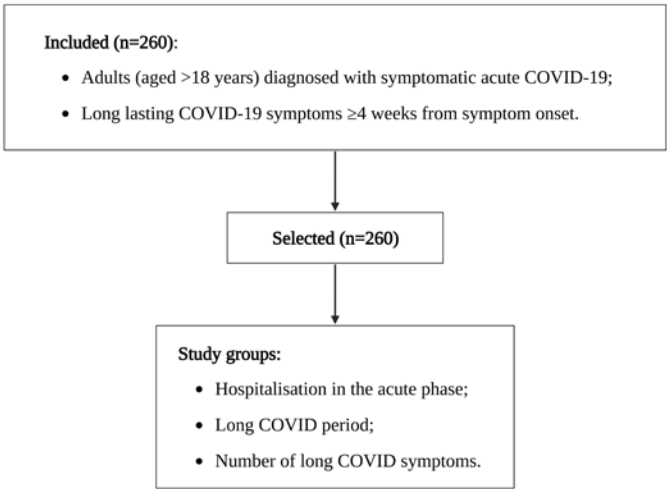 Included (n=260):
• Adults (aged >18 years) diagnosed with symptomatic acute COVID-19;
• Long lasting COVID-19 symptoms ≥4 weeks from symptom onset.
Selected (n=260)
Study groups:
• Hospitalisation in the acute phase;
• Long COVID period;
• Number of long COVID symptoms.